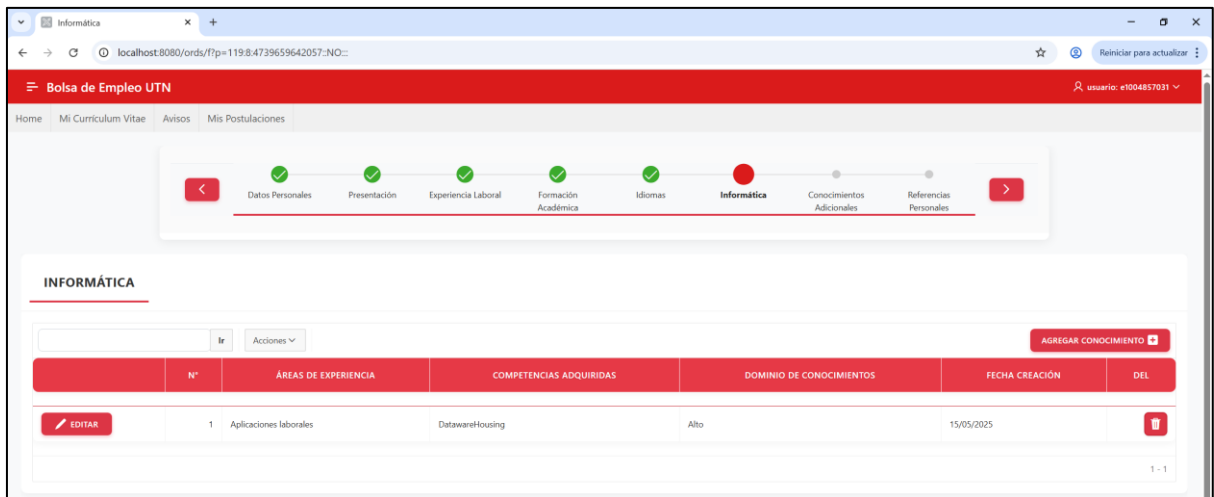 Informática
localhost:8080/ords/f?p=119:8:4739659642057::NO:::
Reiniciar para actualizar
Bolsa de Empleo UTN
usuario: e1004857031
Home Mi Currículum Vitae Avisos Mis Postulaciones
Datos Personales Presentación Experiencia Laboral Formación Académica Idiomas Informática Conocimientos Adicionales Referencias Personales
INFORMÁTICA
Ir Acciones AGREGAR CONOCIMIENTO
N° ÁREAS DE EXPERIENCIA COMPETENCIAS ADQUIRIDAS DOMINIO DE CONOCIMIENTOS FECHA CREACIÓN DEL
EDITAR 1 Aplicaciones laborales DatawareHousing Alto 15/05/2025
1 - 1